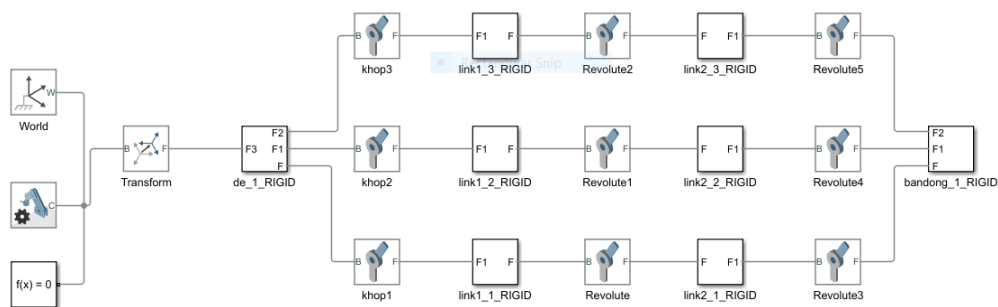 B F F1 F B F F F1 B F
khop3 link1_3_RIGID Revolute2 link2_3_RIGID Revolute5
Snip
W
World
B F
Transform
F3 F2 F1 F
de_1_RIGID
B F F1 F B F F F1 B F
khop2 link1_2_RIGID Revolute1 link2_2_RIGID Revolute4
F2 F1 F
bandong_1_RIGID
C
f(x) = 0
B F F1 F B F F F1 B F
khop1 link1_1_RIGID Revolute link2_1_RIGID Revolute3